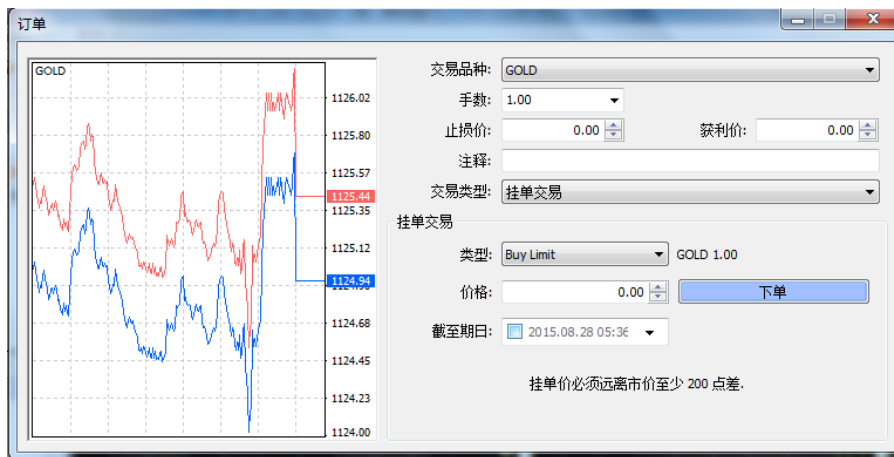 订单
GOLD
1126.02
1125.80
1125.57
1125.44
1125.35
1125.12
1124.94
1124.68
1124.45
1124.23
1124.00
交易品种: GOLD
手数: 1.00
止损价: 0.00 获利价: 0.00
注释:
交易类型: 挂单交易
挂单交易
类型: Buy Limit GOLD 1.00
价格: 0.00 下单
截至期日: 2015.08.28 05:36
挂单价必须远离市价至少 200 点差.